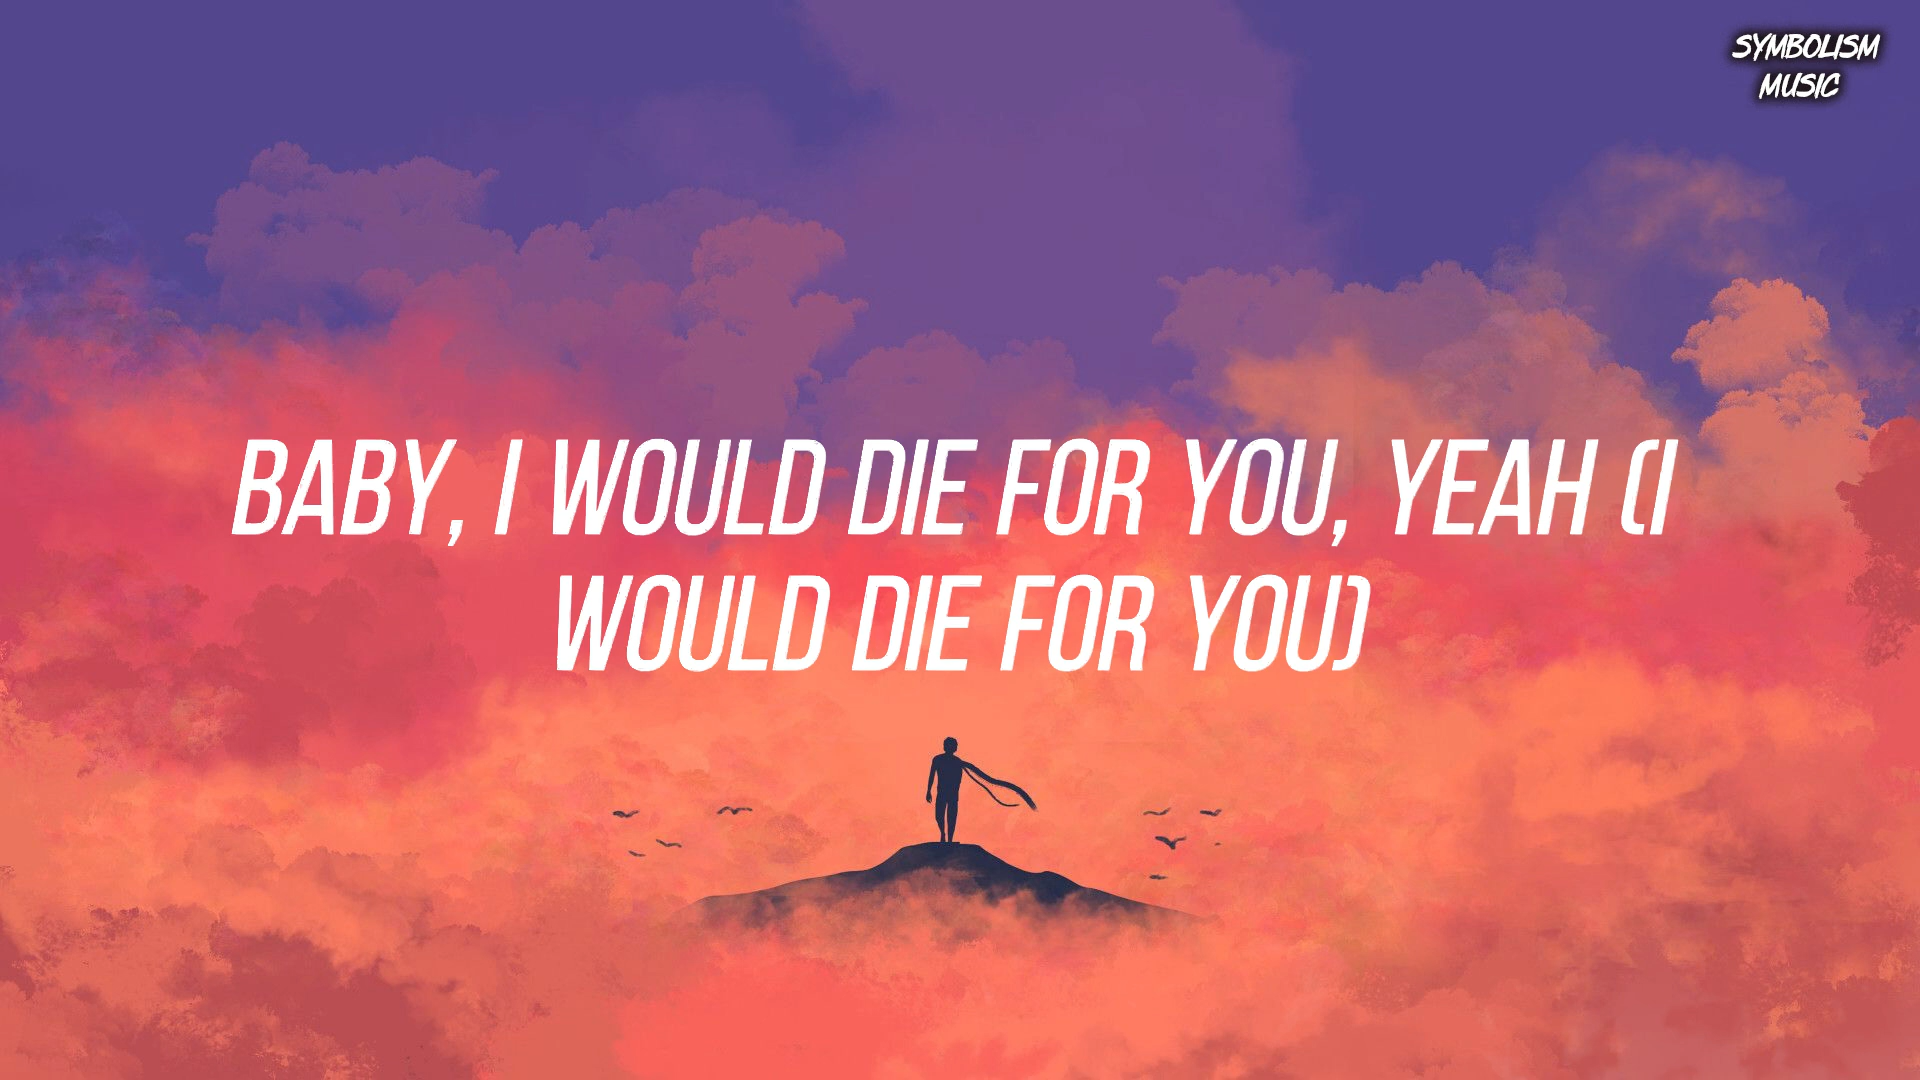 SYMBOLISM
MUSIC
BABY, I WOULD DIE FOR YOU, YEAH (I
WOULD DIE FOR YOU)